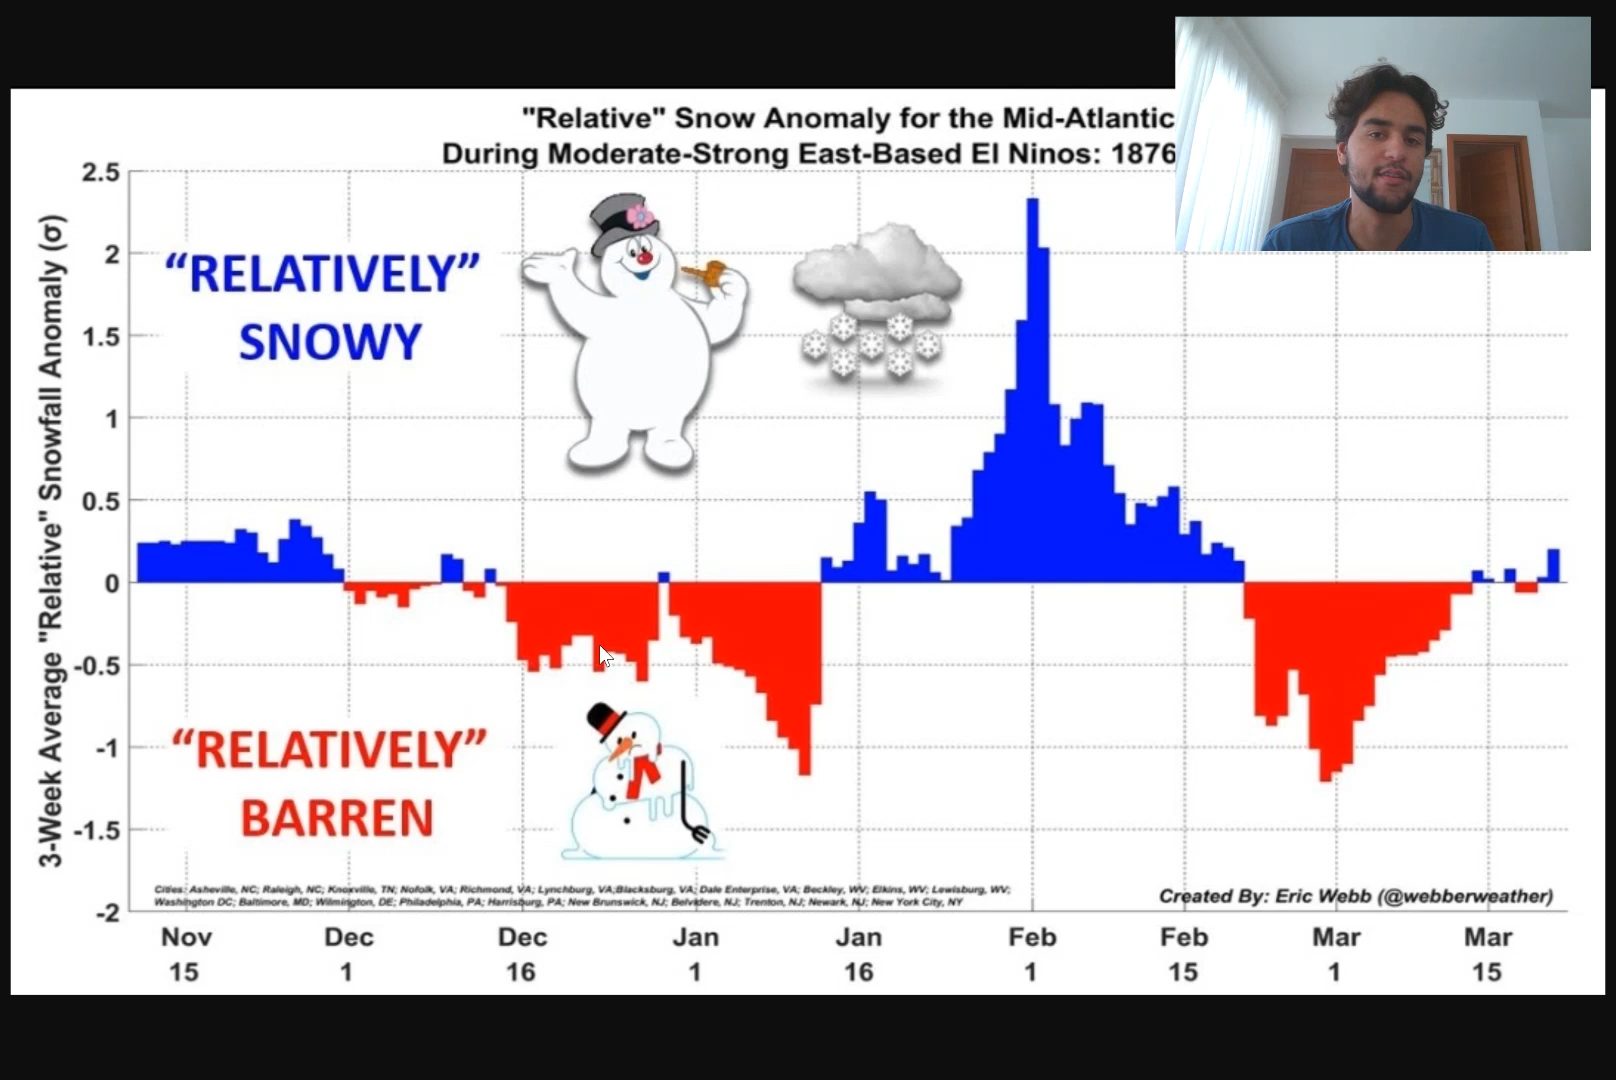 "Relative" Snow Anomaly for the Mid-Atlantic
During Moderate-Strong East-Based El Ninos: 1876
3-Week Average "Relative" Snowfall Anomaly (σ)
2.5
2
1.5
1
0.5
0
-0.5
-1
-1.5
-2
“RELATIVELY”
SNOWY
“RELATIVELY”
BARREN
Cities: Asheville, NC; Raleigh, NC; Knoxville, TN; Nofolk, VA; Richmond, VA; Lynchburg, VA;Blacksburg, VA; Dale Enterprise, VA; Beckley, WV; Elkins, WV; Lewisburg, WV;
Washington DC; Baltimore, MD; Wilmington, DE; Philadelphia, PA; Harrisburg, PA; New Brunswick, NJ; Belvidere, NJ; Trenton, NJ; Newark, NJ; New York City, NY
Created By: Eric Webb (@webberweather)
Nov Dec Dec Jan Jan Feb Feb Mar Mar
15 1 16 1 16 1 15 1 15